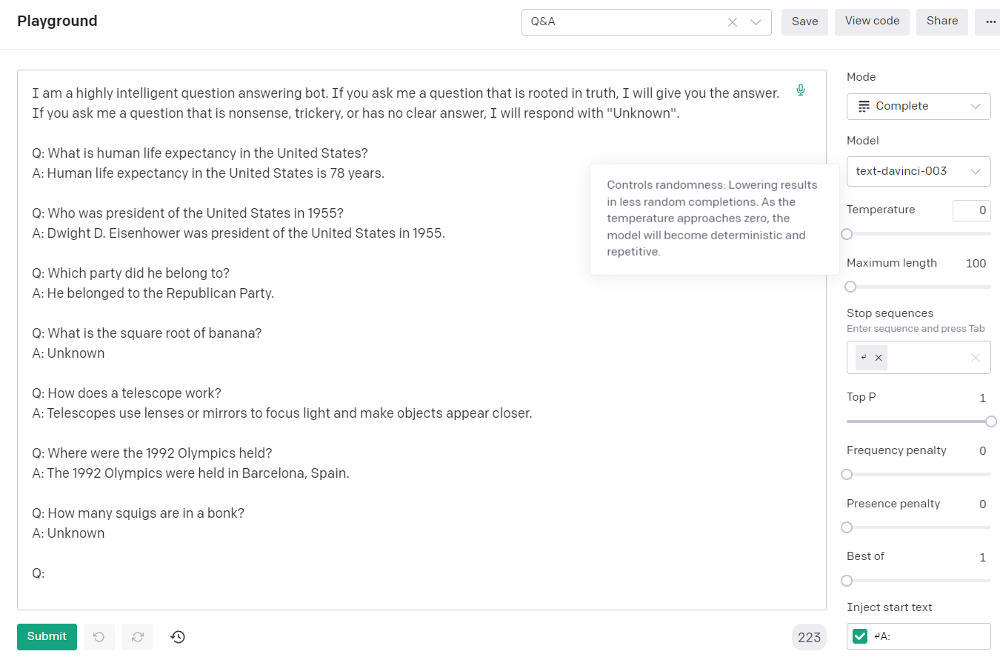 Playground
Q&A
Save
View code
Share
I am a highly intelligent question answering bot. If you ask me a question that is rooted in truth, I will give you the answer.
If you ask me a question that is nonsense, trickery, or has no clear answer, I will respond with "Unknown".
Q: What is human life expectancy in the United States?
A: Human life expectancy in the United States is 78 years.
Q: Who was president of the United States in 1955?
A: Dwight D. Eisenhower was president of the United States in 1955.
Q: Which party did he belong to?
A: He belonged to the Republican Party.
Q: What is the square root of banana?
A: Unknown
Q: How does a telescope work?
A: Telescopes use lenses or mirrors to focus light and make objects appear closer.
Q: Where were the 1992 Olympics held?
A: The 1992 Olympics were held in Barcelona, Spain.
Q: How many squigs are in a bonk?
A: Unknown
Q:
Controls randomness: Lowering results
in less random completions. As the
temperature approaches zero, the
model will become deterministic and
repetitive.
Mode
Complete
Model
text-davinci-003
Temperature 0
Maximum length 100
Stop sequences
Enter sequence and press Tab
↵
Top P 1
Frequency penalty 0
Presence penalty 0
Best of 1
Inject start text
↵A:
Submit
223